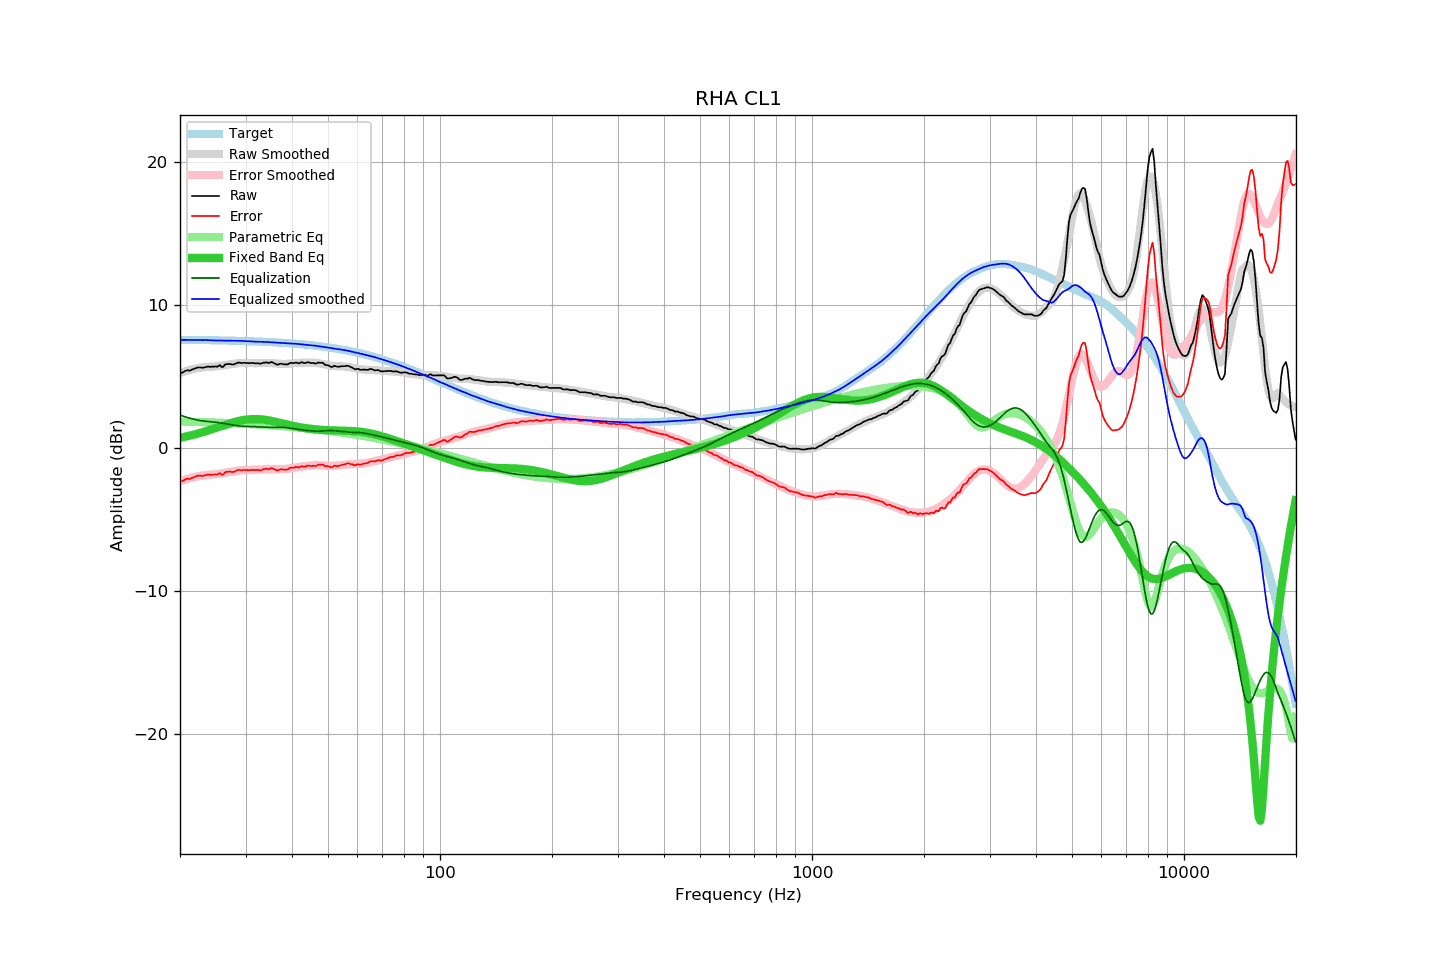 RHA CL1
Target
Raw Smoothed
Error Smoothed
Raw
Error
Parametric Eq
Fixed Band Eq
Equalization
Equalized smoothed
Amplitude (dBr)
20
10
0
−10
−20
100
1000
10000
Frequency (Hz)